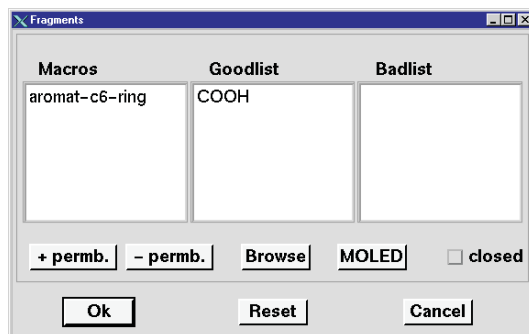 Fragments
Macros Goodlist Badlist
aromat-c6-ring COOH
+ permb. - permb. Browse MOLED closed
Ok Reset Cancel